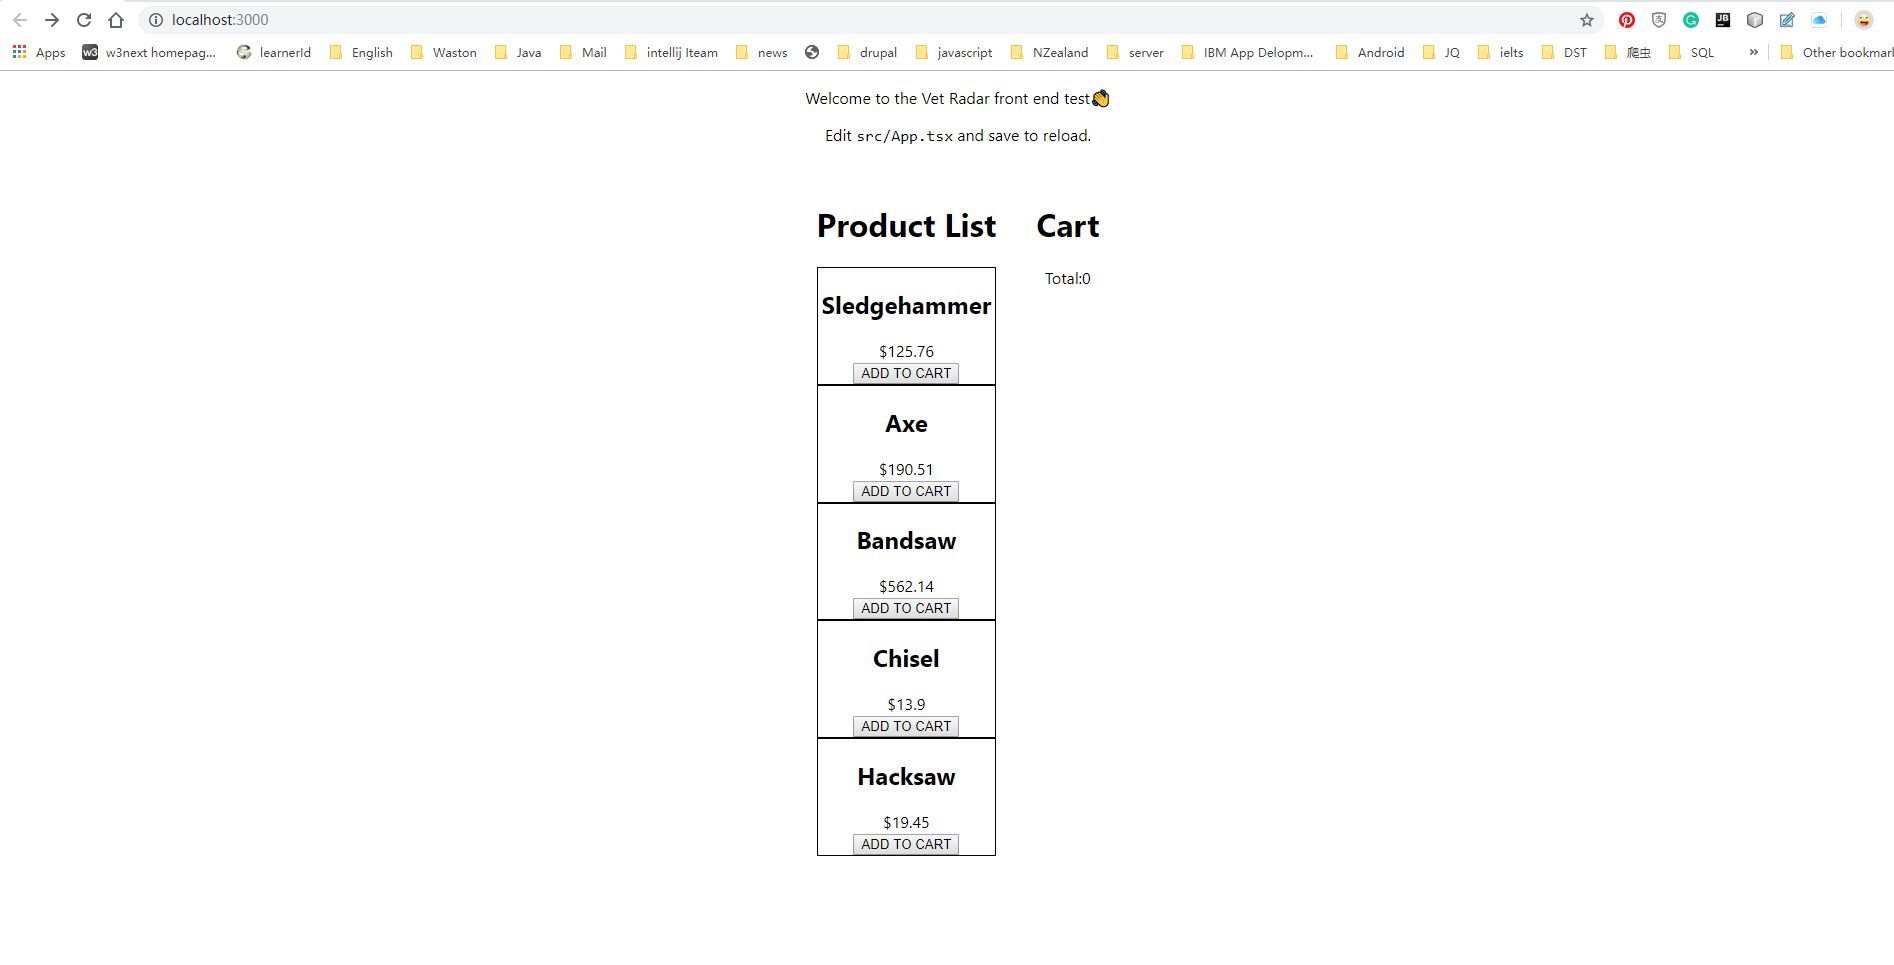 localhost:3000
JB
Apps w3 w3next homepag... learnerId English Waston Java Mail intellij Iteam news drupal javascript NZealand server IBM App Delopm... Android JQ ielts DST 爬虫 SQL » Other bookmark
Welcome to the Vet Radar front end test👏
Edit src/App.tsx and save to reload.
Product List
Sledgehammer
$125.76
ADD TO CART
Axe
$190.51
ADD TO CART
Bandsaw
$562.14
ADD TO CART
Chisel
$13.9
ADD TO CART
Hacksaw
$19.45
ADD TO CART
Cart
Total:0